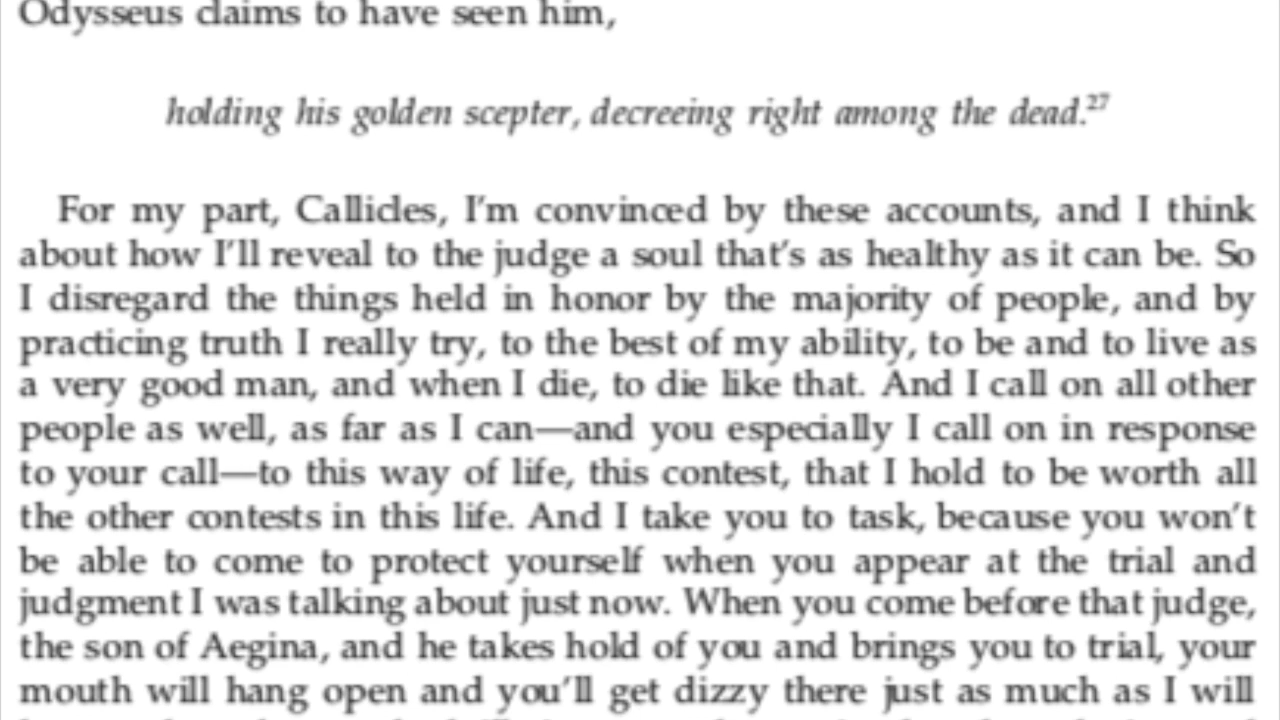 Odysseus claims to have seen him,
holding his golden scepter, decreeing right among the dead.27
For my part, Callicles, I'm convinced by these accounts, and I think
about how I'll reveal to the judge a soul that's as healthy as it can be. So
I disregard the things held in honor by the majority of people, and by
practicing truth I really try, to the best of my ability, to be and to live as
a very good man, and when I die, to die like that. And I call on all other
people as well, as far as I can—and you especially I call on in response
to your call—to this way of life, this contest, that I hold to be worth all
the other contests in this life. And I take you to task, because you won't
be able to come to protect yourself when you appear at the trial and
judgment I was talking about just now. When you come before that judge,
the son of Aegina, and he takes hold of you and brings you to trial, your
mouth will hang open and you'll get dizzy there just as much as I will